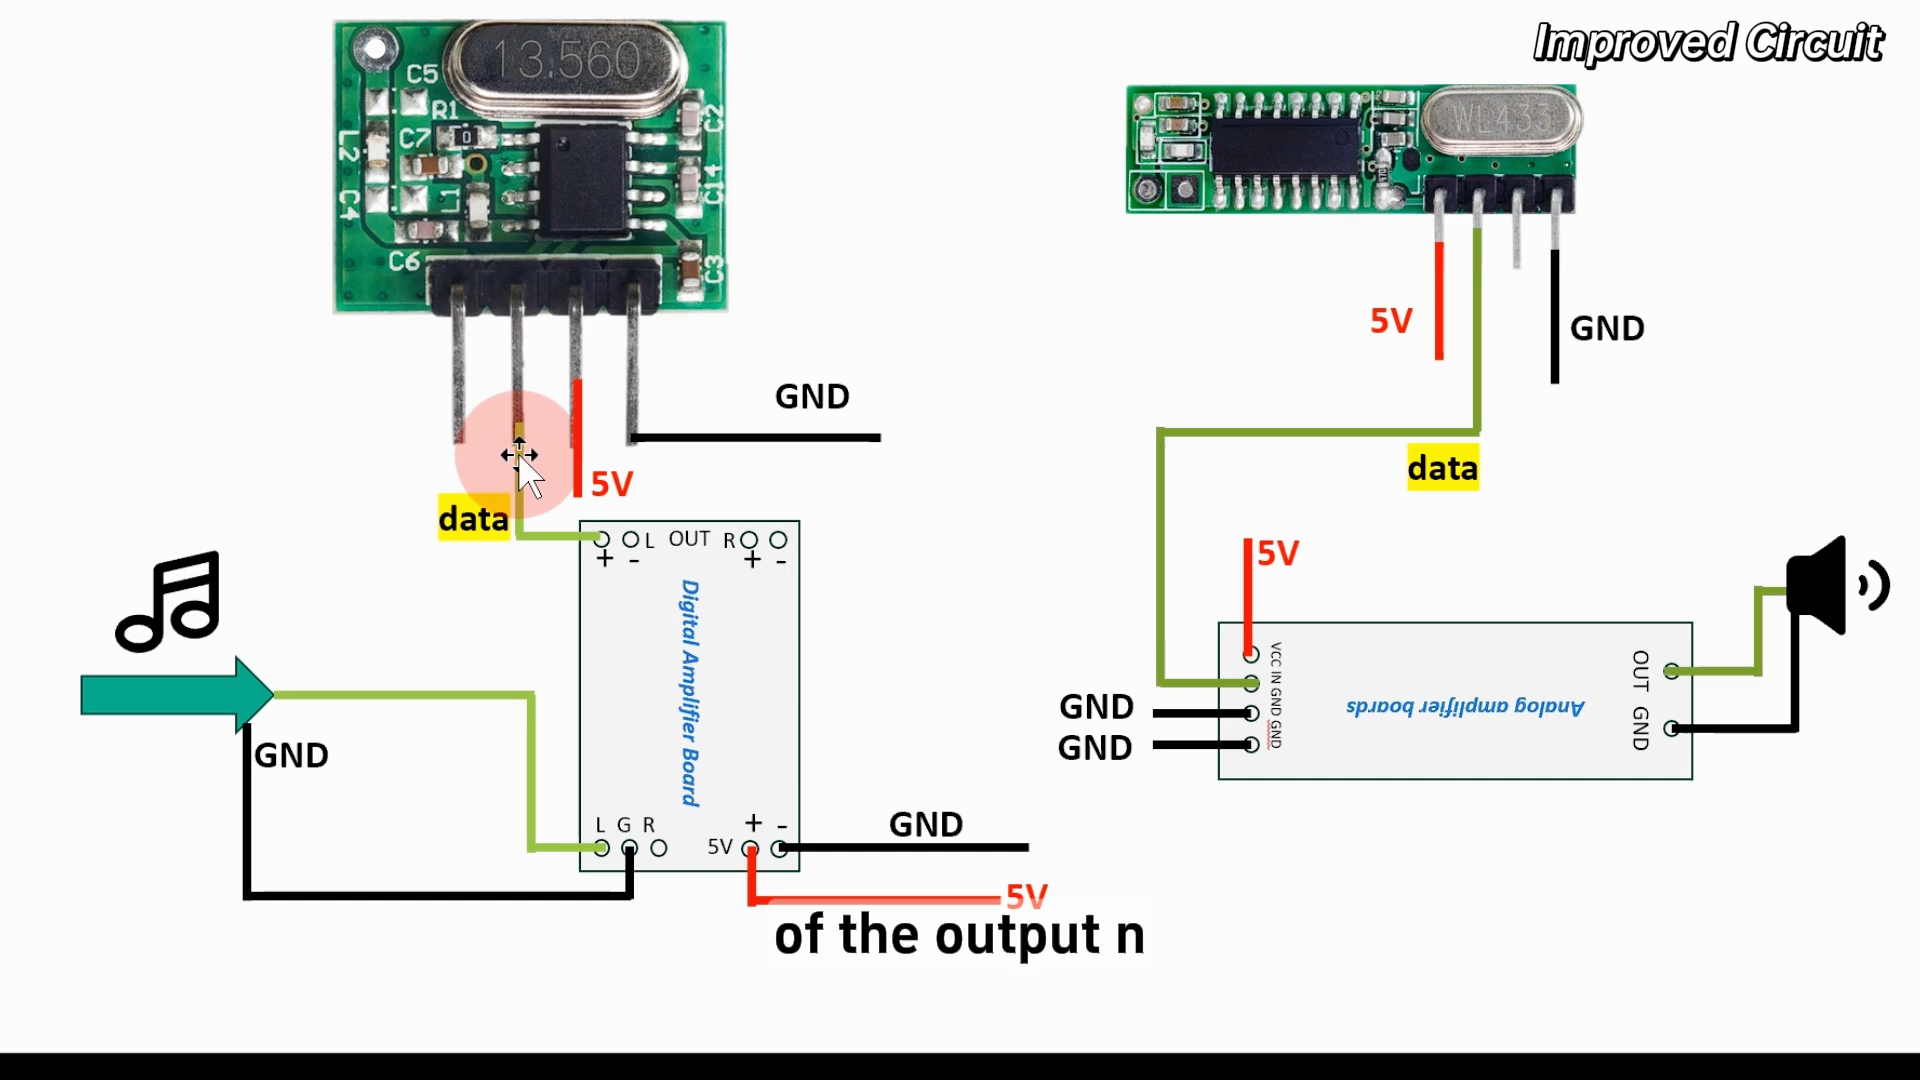 Improved Circuit
13.560
C5
R1
C7
L2
C4
L1
C6
C2
C14
C3
WL433
5V
GND
GND
5V
data
data
+ - L OUT R + -
Digital Amplifier Board
5V
VCC IN GND GND
GND
GND
Analog amplifier boards
OUT GND
GND
L G R
5V + -
GND
5V
of the output n